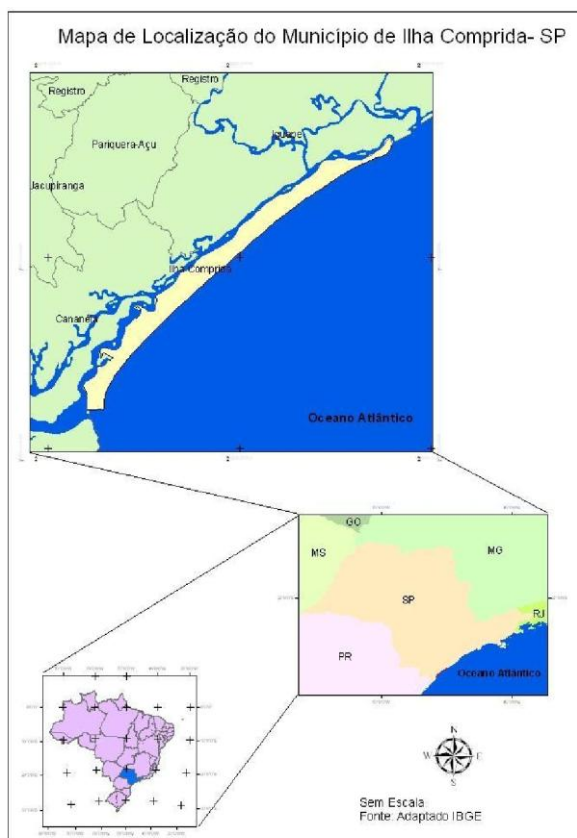 Mapa de Localização do Município de Ilha Comprida- SP
Registro
Registro
Iguape
Pariquera-Açu
Jacupiranga
Ilha Comprida
Cananéia
Oceano Atlântico
GO
MS
MG
SP
RJ
PR
Oceano Atlântico
N
W
E
S
Sem Escala
Fonte: Adaptado IBGE